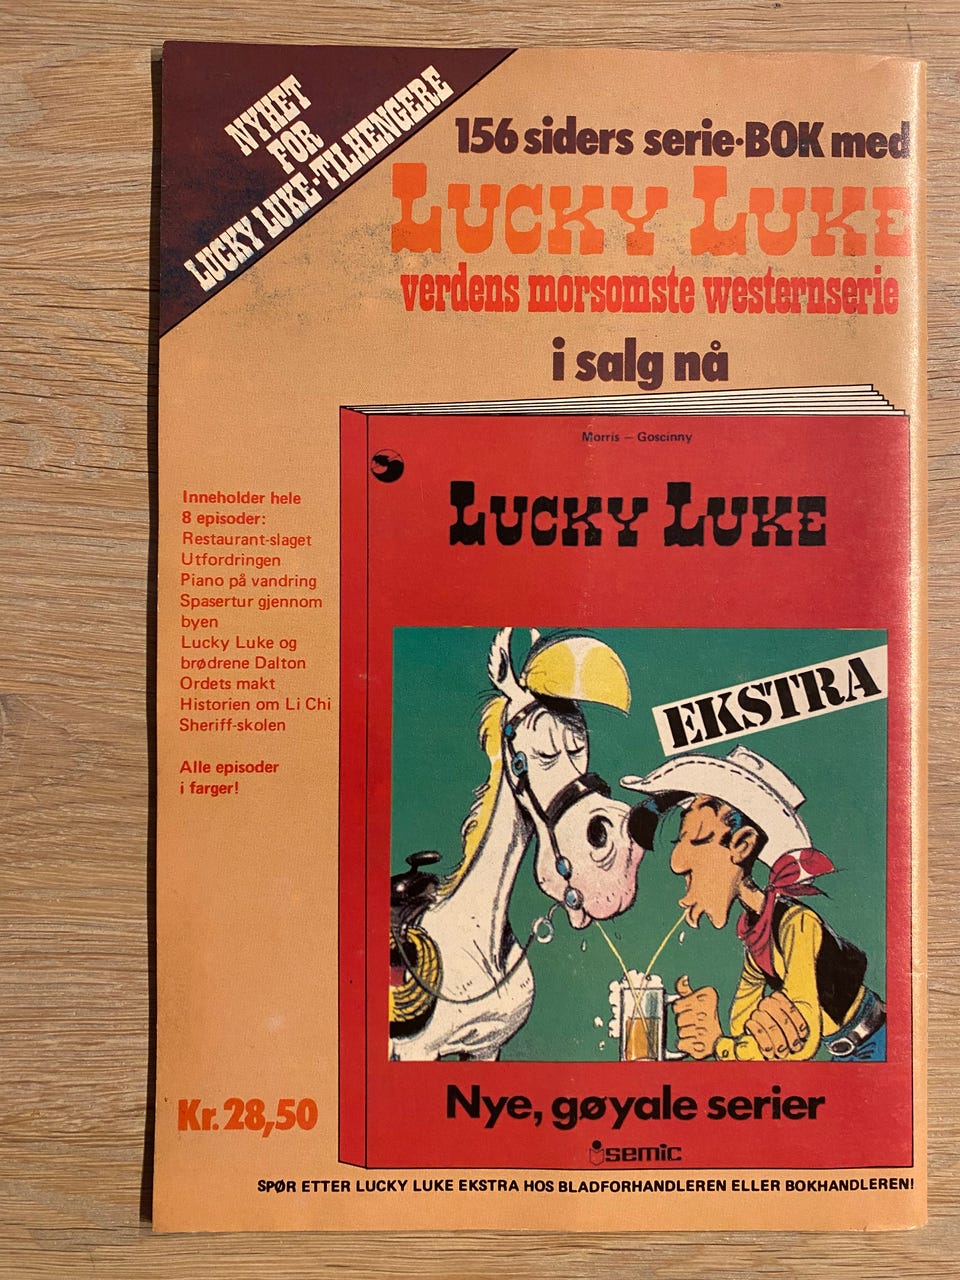 NYHET
FOR
LUCKY LUKE-TILHENGERE
156 siders serie-BOK med
LUCKY LUKE
verdens morsomste westernserie
i salg nå
Morris – Goscinny
LUCKY LUKE
Inneholder hele
8 episoder:
Restaurant-slaget
Utfordringen
Piano på vandring
Spasertur gjennom
byen
Lucky Luke og
brødrene Dalton
Ordets makt
Historien om Li Chi
Sheriff-skolen
Alle episoder
i farger!
EKSTRA
Kr. 28,50
Nye, gøyale serier
semic
SPØR ETTER LUCKY LUKE EKSTRA HOS BLADFORHANDLEREN ELLER BOKHANDLEREN!